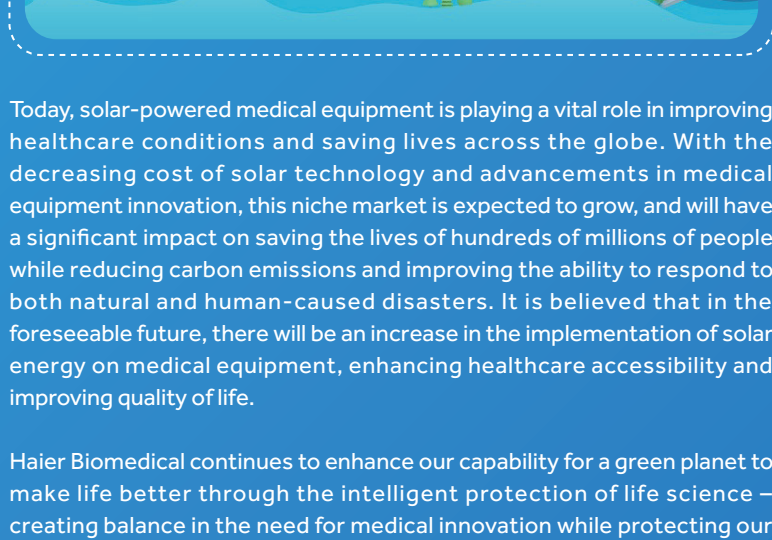 Today, solar-powered medical equipment is playing a vital role in improving
healthcare conditions and saving lives across the globe. With the
decreasing cost of solar technology and advancements in medical
equipment innovation, this niche market is expected to grow, and will have
a significant impact on saving the lives of hundreds of millions of people
while reducing carbon emissions and improving the ability to respond to
both natural and human-caused disasters. It is believed that in the
foreseeable future, there will be an increase in the implementation of solar
energy on medical equipment, enhancing healthcare accessibility and
improving quality of life.
Haier Biomedical continues to enhance our capability for a green planet to
make life better through the intelligent protection of life science –
creating balance in the need for medical innovation while protecting our